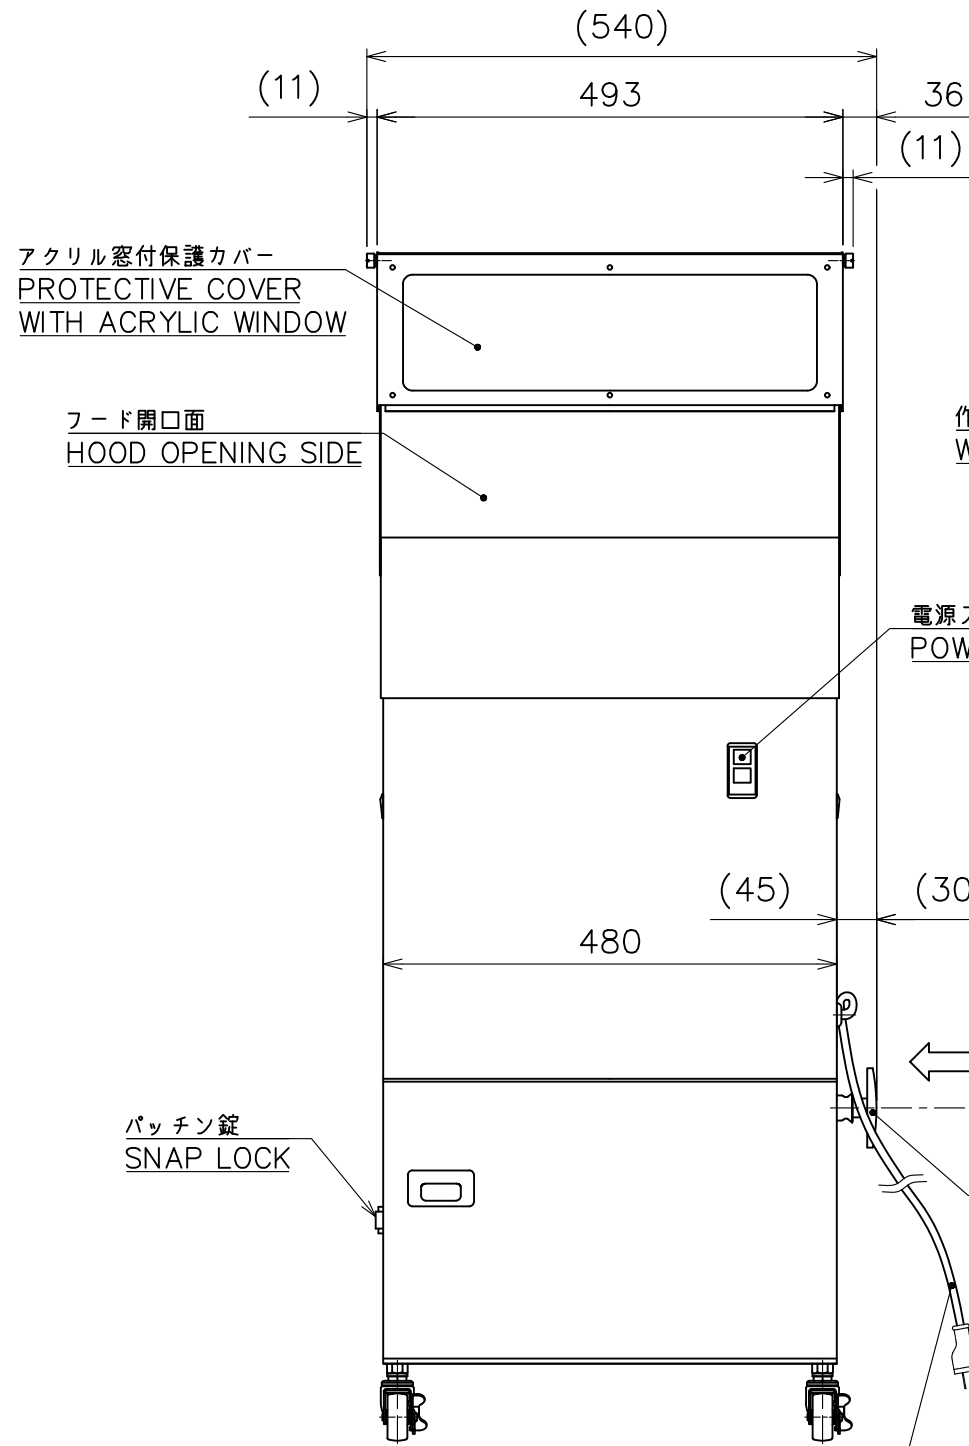 (540)
(11)
493
36
(11)
アクリル窓付保護カバー
PROTECTIVE COVER
WITH ACRYLIC WINDOW
フード開口面
HOOD OPENING SIDE
作
W
電源
POW
(45)
(30
480
パッチン錠
SNAP LOCK